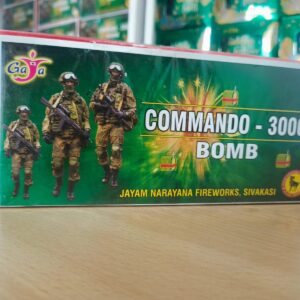 Gaja
COMMANDO - 3000
BOMB
JAYAM NARAYANA FIREWORKS, SIVAKASI